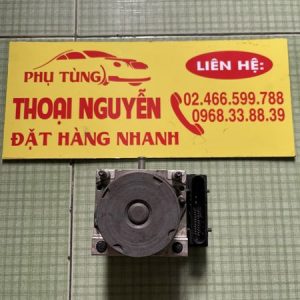 PHỤ TÙNG
LIÊN HỆ:
THOẠI NGUYỄN
02.466.599.788
0968.33.88.39
ĐẶT HÀNG NHANH